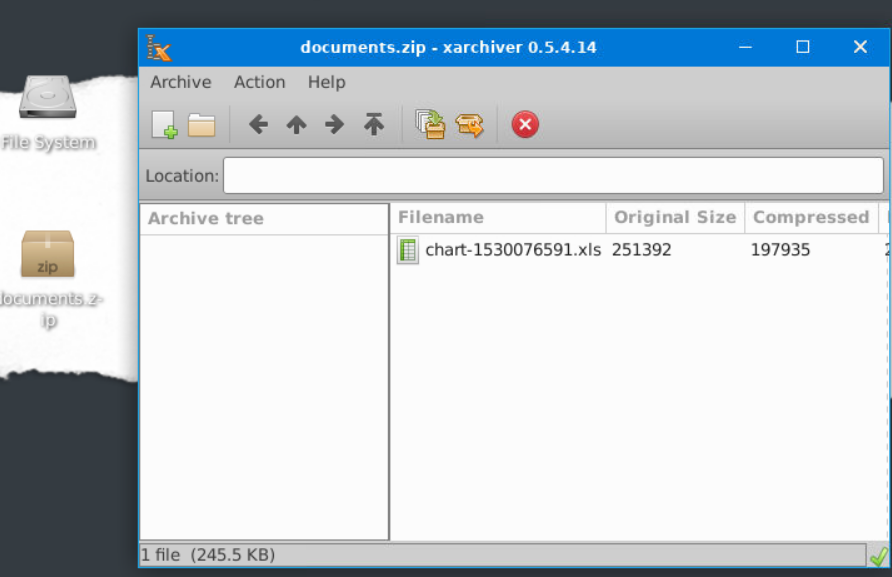 documents.zip - xarchiver 0.5.4.14
Archive Action Help
File System
Location:
Archive tree
Filename Original Size Compressed
chart-1530076591.xls 251392 197935
zip
documents.z-
ip
1 file (245.5 KB)